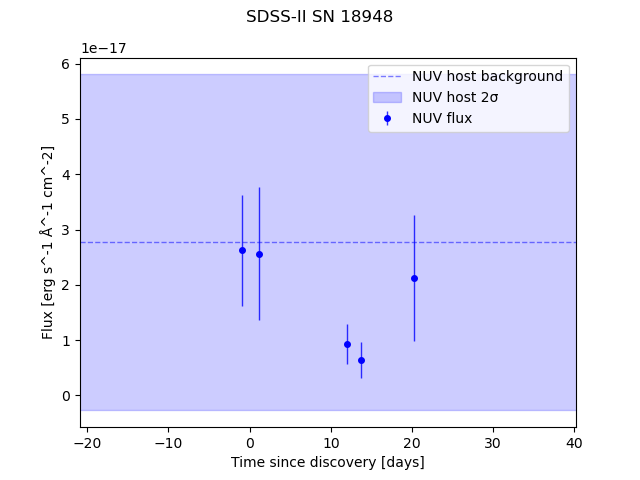 SDSS-II SN 18948
1e−17
NUV host background
NUV host 2σ
NUV flux
6
5
4
3
2
1
0
Flux [erg s^-1 Å^-1 cm^-2]
−20 −10 0 10 20 30 40
Time since discovery [days]